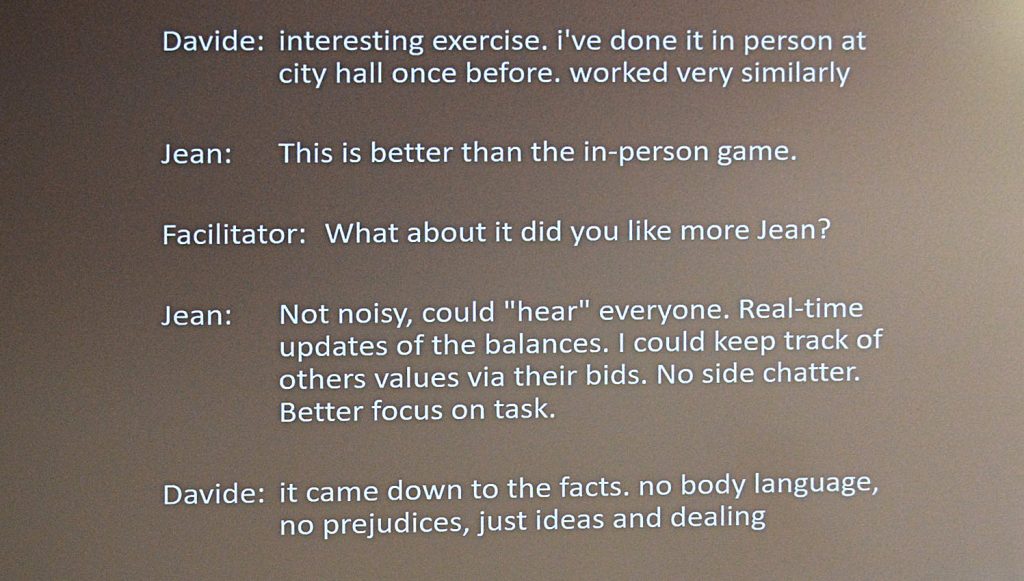 Davide: interesting exercise. i've done it in person at
city hall once before. worked very similarly
Jean: This is better than the in-person game.
Facilitator: What about it did you like more Jean?
Jean: Not noisy, could "hear" everyone. Real-time
updates of the balances. I could keep track of
others values via their bids. No side chatter.
Better focus on task.
Davide: it came down to the facts. no body language,
no prejudices, just ideas and dealing